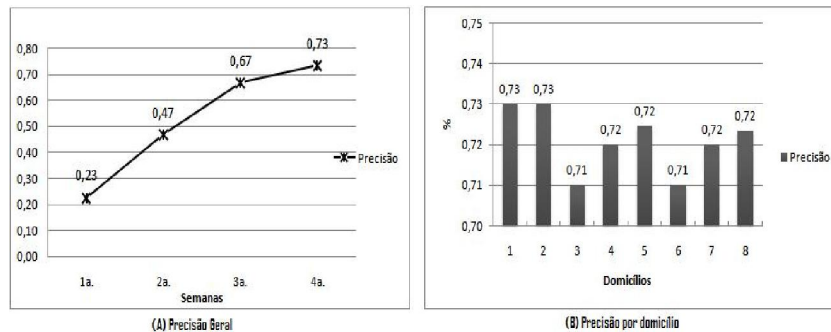 0,80
0,70
0,60
0,50
0,40
0,30
0,20
0,10
0,00
0,23
0,47
0,67
0,73
Precisão
1a. 2a. 3a. 4a.
Semanas
(A) Precisão Geral
0,75
0,74
0,73
0,72
0,71
0,70
%
0,73 0,73 0,71 0,72 0,72 0,71 0,72 0,72
Precisão
1 2 3 4 5 6 7 8
Domicílios
(B) Precisão por domicílio